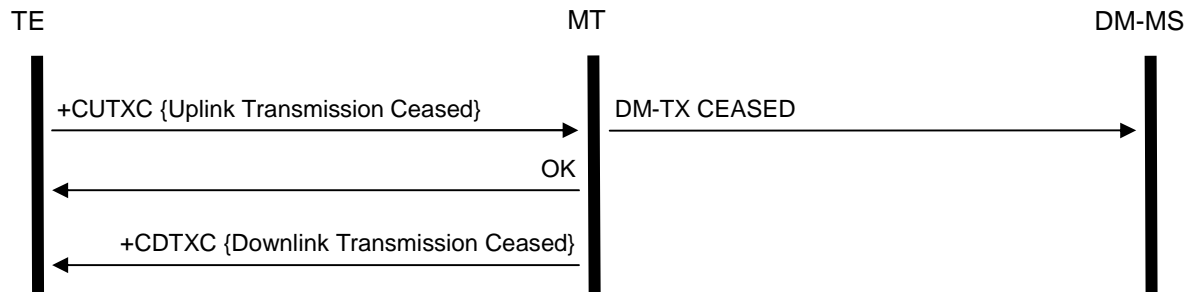 TE
MT
DM-MS
+CUTXC {Uplink Transmission Ceased}
DM-TX CEASED
OK
+CDTXC {Downlink Transmission Ceased}